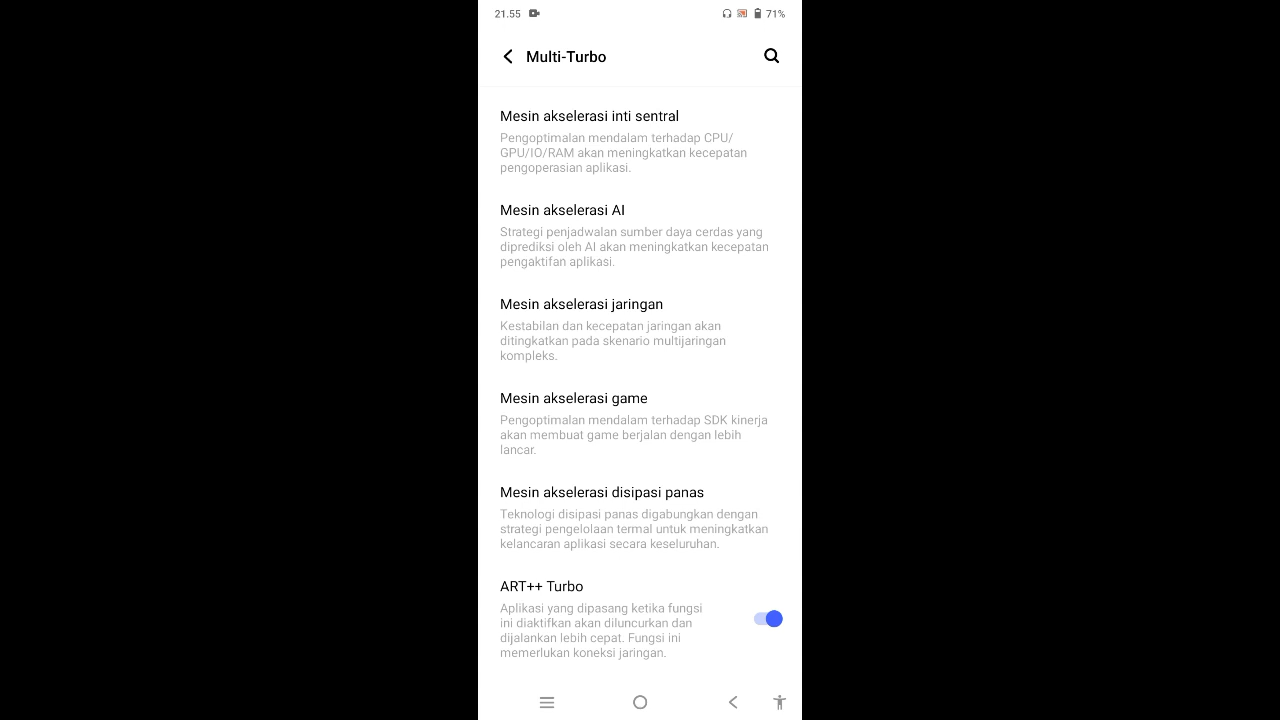 21.55
71%
Multi-Turbo
Mesin akselerasi inti sentral
Pengoptimalan mendalam terhadap CPU/
GPU/IO/RAM akan meningkatkan kecepatan
pengoperasian aplikasi.
Mesin akselerasi AI
Strategi penjadwalan sumber daya cerdas yang
diprediksi oleh AI akan meningkatkan kecepatan
pengaktifan aplikasi.
Mesin akselerasi jaringan
Kestabilan dan kecepatan jaringan akan
ditingkatkan pada skenario multijaringan
kompleks.
Mesin akselerasi game
Pengoptimalan mendalam terhadap SDK kinerja
akan membuat game berjalan dengan lebih
lancar.
Mesin akselerasi disipasi panas
Teknologi disipasi panas digabungkan dengan
strategi pengelolaan termal untuk meningkatkan
kelancaran aplikasi secara keseluruhan.
ART++ Turbo
Aplikasi yang dipasang ketika fungsi
ini diaktifkan akan diluncurkan dan
dijalankan lebih cepat. Fungsi ini
memerlukan koneksi jaringan.